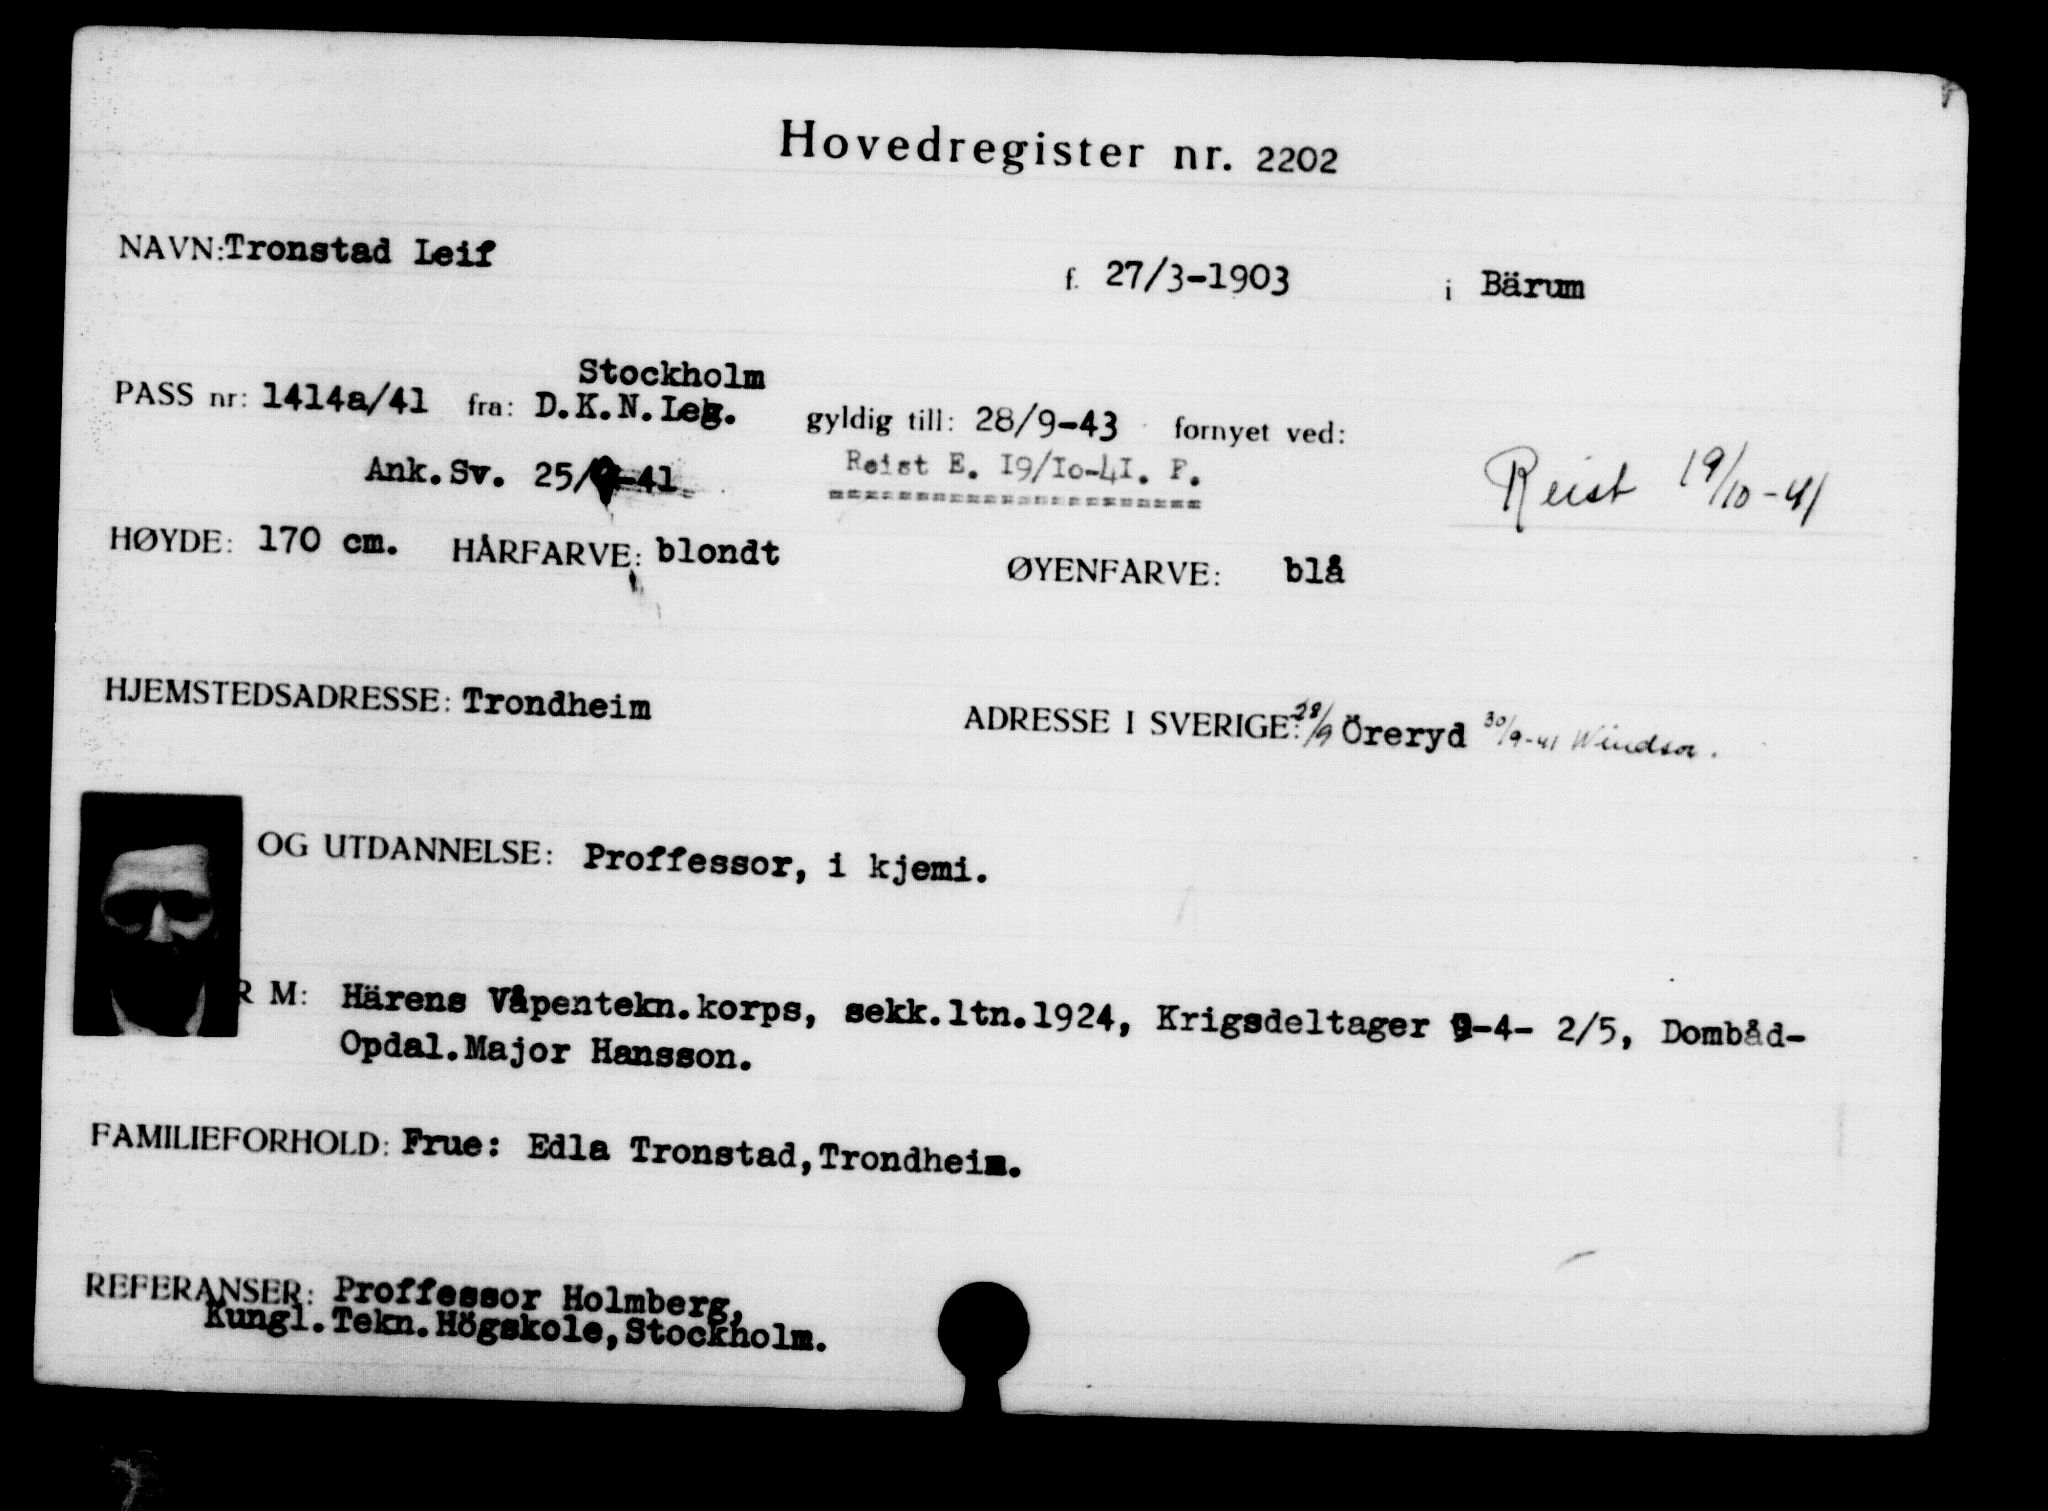 Hovedregister nr. 2202
NAVN: Tronstad Leif f. 27/3-1903 i Bärum
Stockholm
PASS nr: 1414a/41 fra: D.K.N.Leg. gyldig till: 28/9-43 fornyet ved:
Ank.Sv. 25/9-41 Reist E. I9/Io-4I. F. Reist 19/10-41
HØYDE: 170 cm. HÅRFARVE: blondt ØYENFARVE: blå
HJEMSTEDSADRESSE: Trondheim ADRESSE I SVERIGE: 28/9 Öreryd 30/9-41 Windsor.
OG UTDANNELSE: Proffessor, i kjemi.
R M: Härens Våpentekn.korps, sekk.ltn.1924, Krigsdeltager 9-4- 2/5, Dombåd-
Opdal.Major Hansson.
FAMILIEFORHOLD: Frue: Edla Tronstad, Trondheim.
REFERANSER: Proffessor Holmberg,
Kungl.Tekn.Högskole, Stockholm.